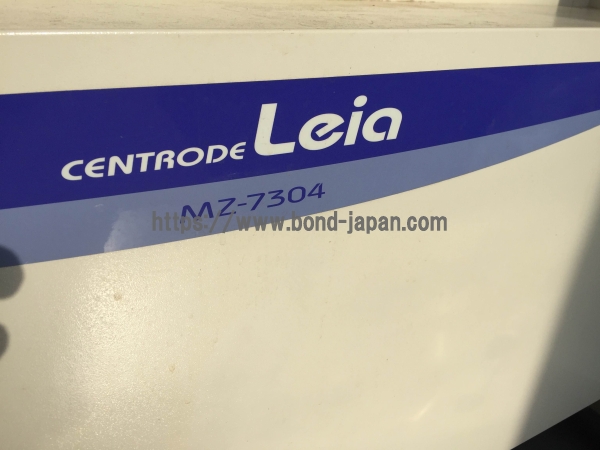 CENTRODE Leia
MZ-7304
https://www.bond-japan.com